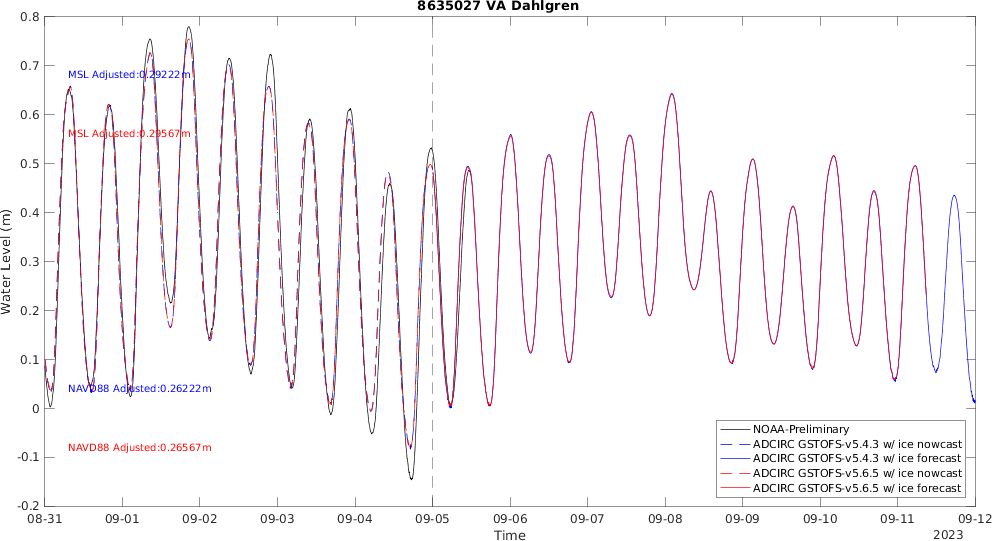 8635027 VA Dahlgren
0.8
0.7
MSL Adjusted:0.29222m
0.6
MSL Adjusted:0.29567m
0.5
0.4
Water Level (m)
0.3
0.2
0.1
NAVD88 Adjusted:0.26222m
0
NAVD88 Adjusted:0.26567m
-0.1
-0.2
NOAA-Preliminary
ADCIRC GSTOFS-v5.4.3 w/ ice nowcast
ADCIRC GSTOFS-v5.4.3 w/ ice forecast
ADCIRC GSTOFS-v5.6.5 w/ ice nowcast
ADCIRC GSTOFS-v5.6.5 w/ ice forecast
08-31 09-01 09-02 09-03 09-04 09-05 09-06 09-07 09-08 09-09 09-10 09-11 09-12
Time
2023